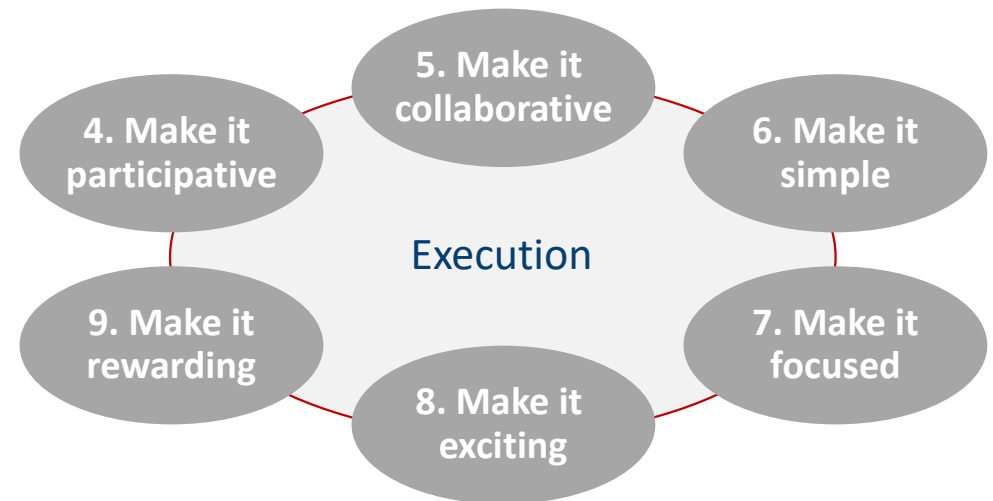 4. Make it
participative
5. Make it
collaborative
6. Make it
simple
Execution
7. Make it
focused
8. Make it
exciting
9. Make it
rewarding